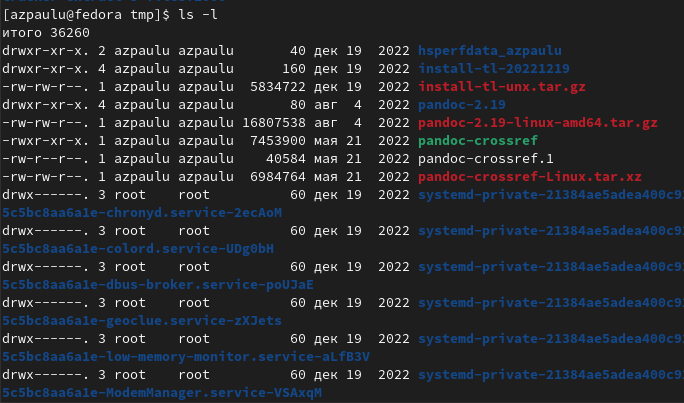 [azpaulu@fedora tmp]$ ls -l
итого 36260
drwxr-xr-x. 2 azpaulu azpaulu 40 дек 19 2022 hsperfdata_azpaulu
drwxr-xr-x. 4 azpaulu azpaulu 160 дек 19 2022 install-tl-20221219
-rw-rw-r--. 1 azpaulu azpaulu 5834722 дек 19 2022 install-tl-unx.tar.gz
drwxr-xr-x. 4 azpaulu azpaulu 80 авг 4 2022 pandoc-2.19
-rw-rw-r--. 1 azpaulu azpaulu 16807538 авг 4 2022 pandoc-2.19-linux-amd64.tar.gz
-rwxr-xr-x. 1 azpaulu azpaulu 7453900 мая 21 2022 pandoc-crossref
-rw-r--r--. 1 azpaulu azpaulu 40584 мая 21 2022 pandoc-crossref.1
-rw-rw-r--. 1 azpaulu azpaulu 6984764 мая 21 2022 pandoc-crossref-Linux.tar.xz
drwx------. 3 root root 60 дек 19 2022 systemd-private-21384ae5adea400c9
5c5bc8aa6a1e-chronyd.service-2ecAoM
drwx------. 3 root root 60 дек 19 2022 systemd-private-21384ae5adea400c9
5c5bc8aa6a1e-colord.service-UDg0bH
drwx------. 3 root root 60 дек 19 2022 systemd-private-21384ae5adea400c9
5c5bc8aa6a1e-dbus-broker.service-poUJaE
drwx------. 3 root root 60 дек 19 2022 systemd-private-21384ae5adea400c9
5c5bc8aa6a1e-geoclue.service-zXJets
drwx------. 3 root root 60 дек 19 2022 systemd-private-21384ae5adea400c9
5c5bc8aa6a1e-low-memory-monitor.service-aLfB3V
drwx------. 3 root root 60 дек 19 2022 systemd-private-21384ae5adea400c9
5c5bc8aa6a1e-ModemManager.service-VSAxqM